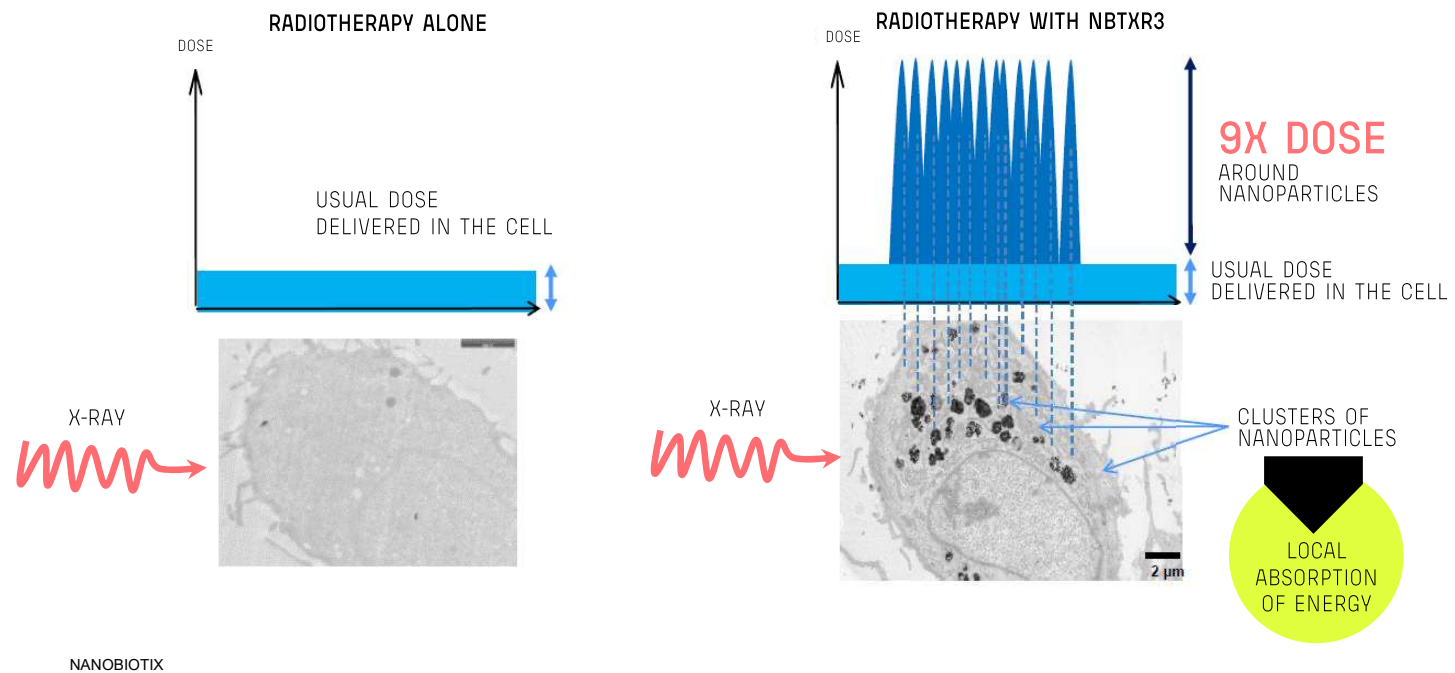 RADIOTHERAPY ALONE
DOSE
USUAL DOSE
DELIVERED IN THE CELL
X-RAY
RADIOTHERAPY WITH NBTXR3
DOSE
9X DOSE
AROUND
NANOPARTICLES
USUAL DOSE
DELIVERED IN THE CELL
X-RAY
CLUSTERS OF
NANOPARTICLES
2 µm
LOCAL
ABSORPTION
OF ENERGY
NANOBIOTIX